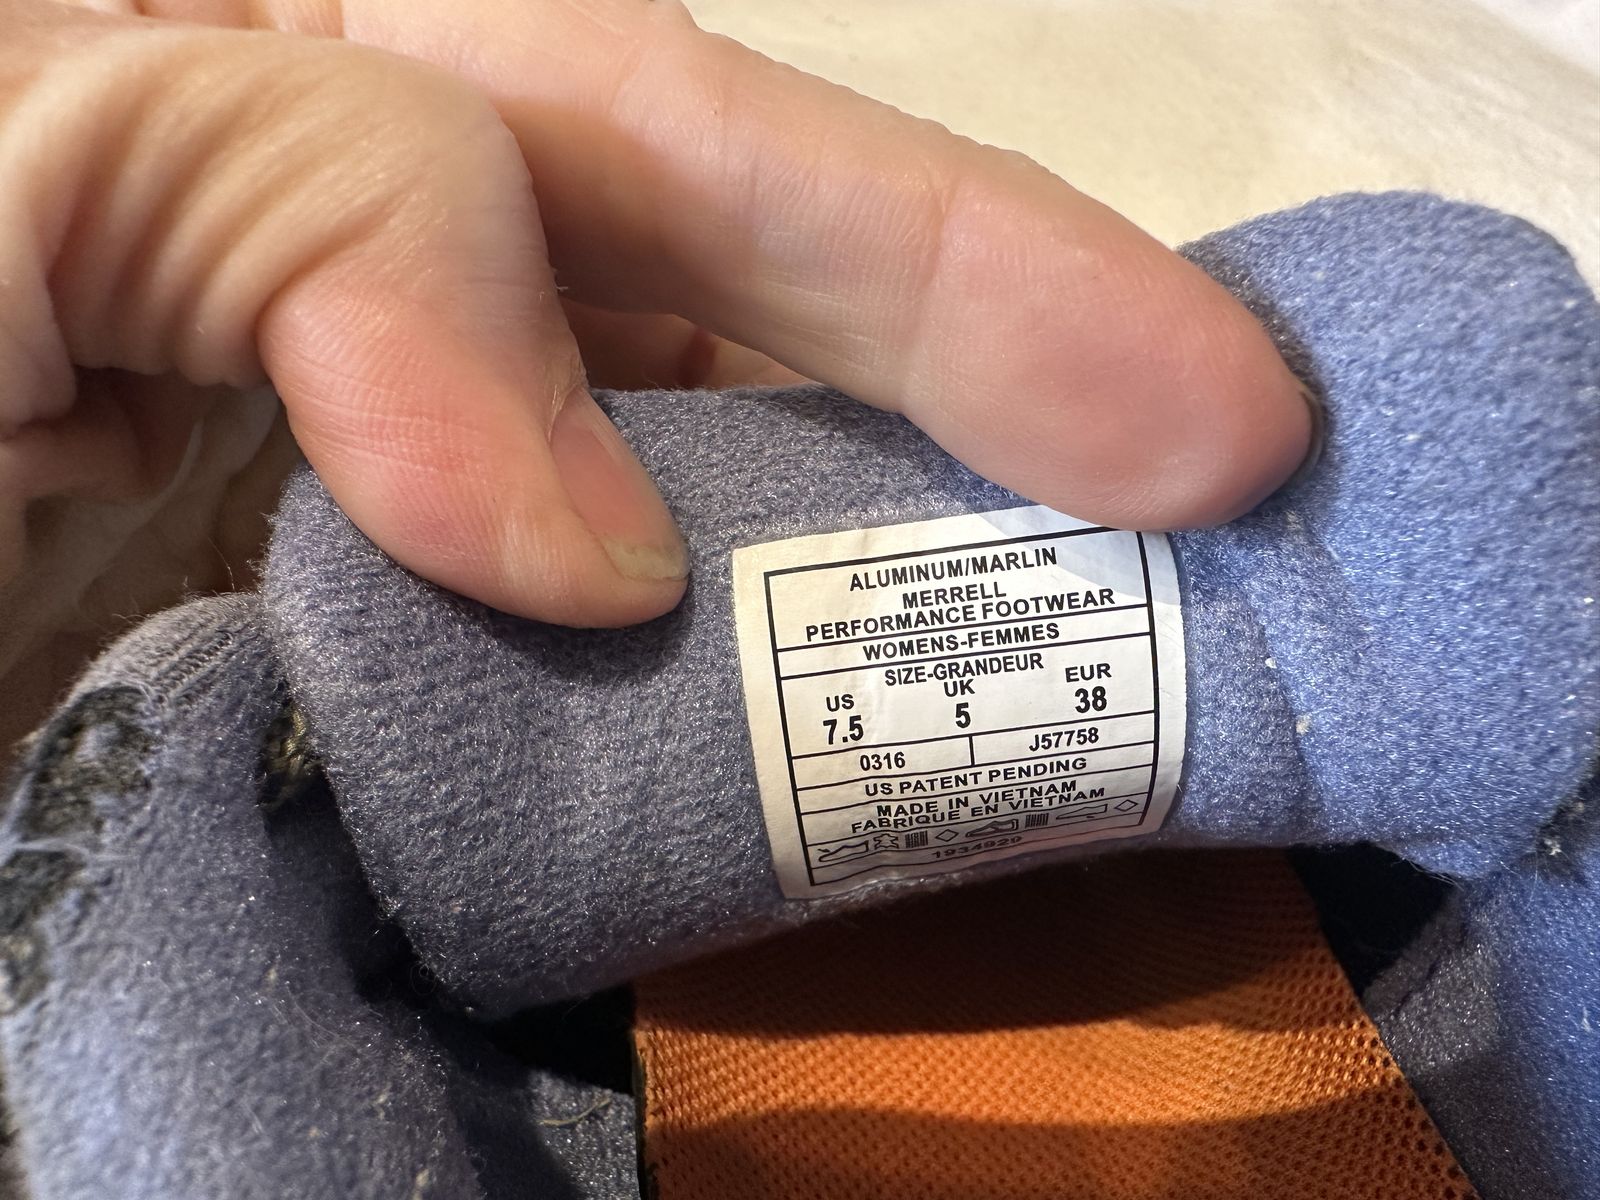 ALUMINUM/MARLIN
MERRELL
PERFORMANCE FOOTWEAR
WOMENS-FEMMES
SIZE-GRANDEUR
US UK EUR
7.5 5 38
0316 J57758
US PATENT PENDING
MADE IN VIETNAM
FABRIQUE EN VIETNAM
1934929